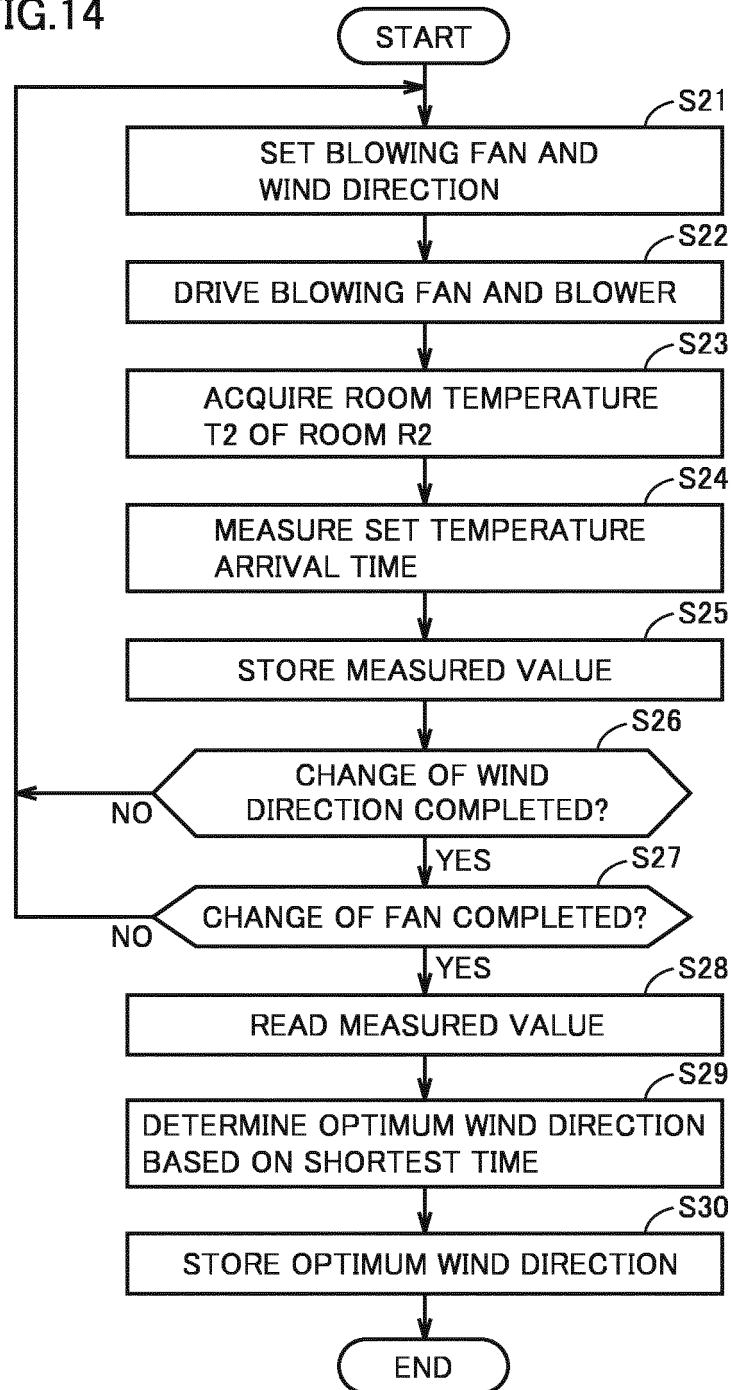 IG.14
START
S21
SET BLOWING FAN AND
WIND DIRECTION
S22
DRIVE BLOWING FAN AND BLOWER
S23
ACQUIRE ROOM TEMPERATURE
T2 OF ROOM R2
S24
MEASURE SET TEMPERATURE
ARRIVAL TIME
S25
STORE MEASURED VALUE
S26
CHANGE OF WIND
DIRECTION COMPLETED?
NO
YES
S27
CHANGE OF FAN COMPLETED?
NO
YES
S28
READ MEASURED VALUE
S29
DETERMINE OPTIMUM WIND DIRECTION
BASED ON SHORTEST TIME
S30
STORE OPTIMUM WIND DIRECTION
END